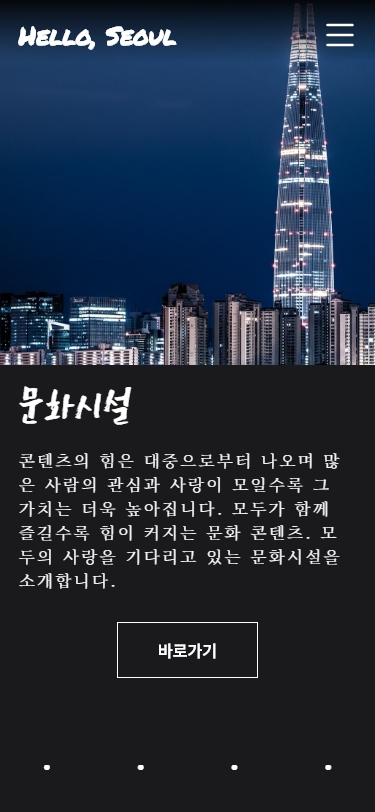 Hello, Seoul
문화시설
콘텐츠의 힘은 대중으로부터 나오며 많
은 사람의 관심과 사랑이 모일수록 그
가치는 더욱 높아집니다. 모두가 함께
즐길수록 힘이 커지는 문화 콘텐츠. 모
두의 사랑을 기다리고 있는 문화시설을
소개합니다.
바로가기